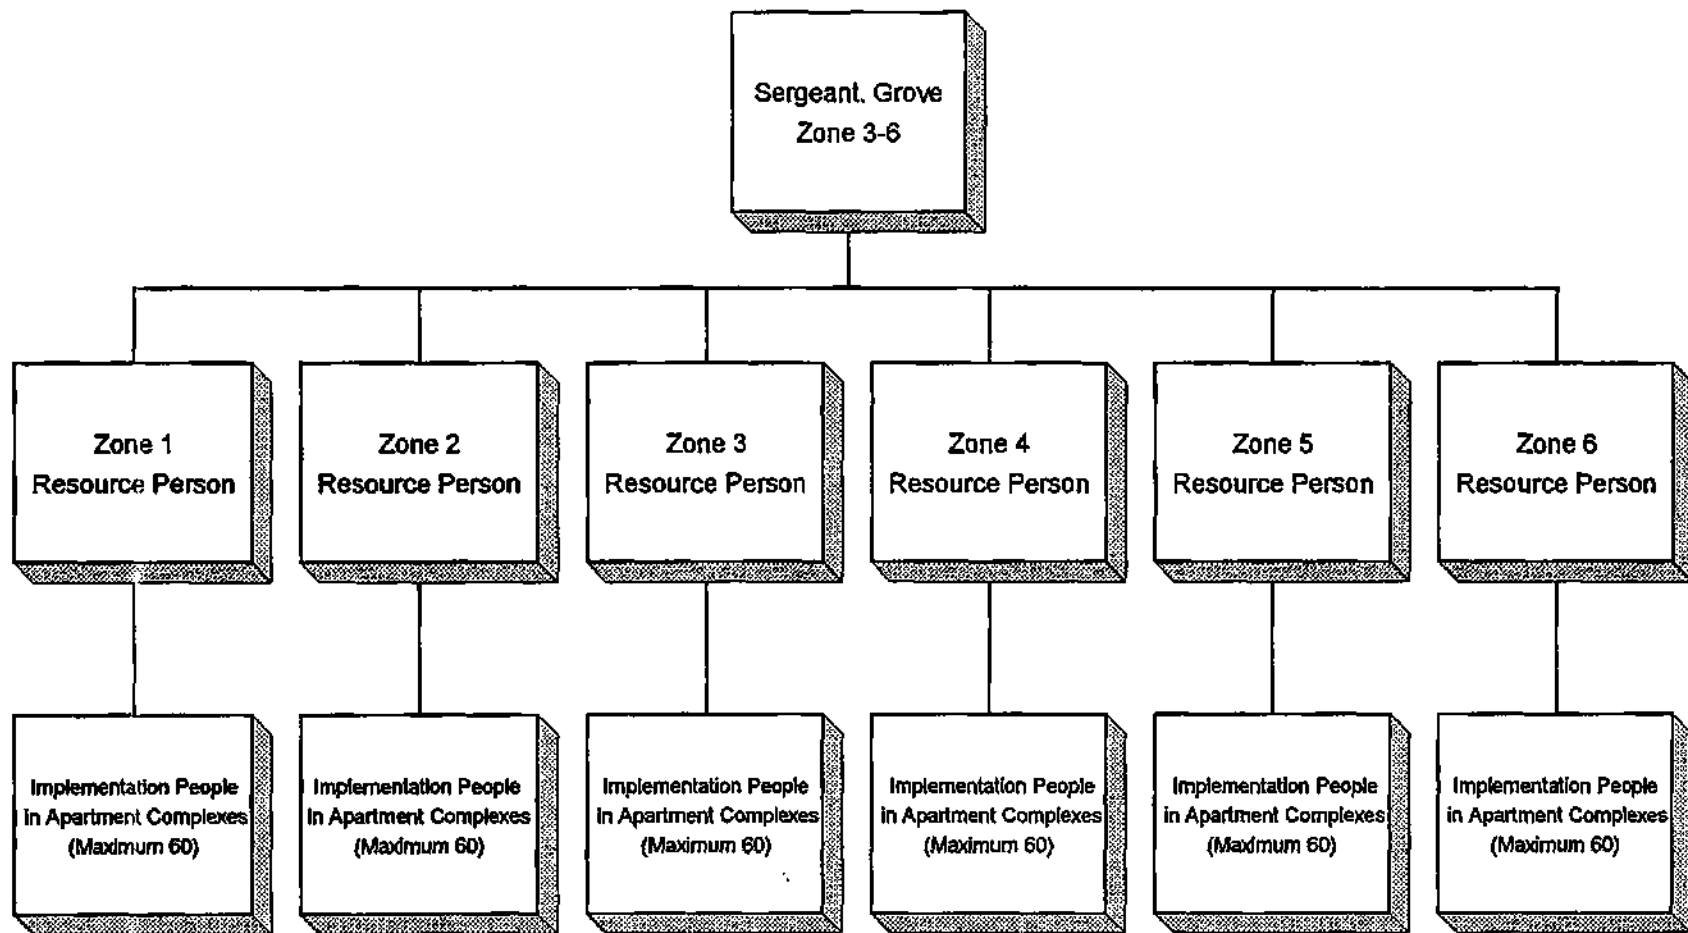 Sergeant. Grove
Zone 3-6
Zone 1
Resource Person
Zone 2
Resource Person
Zone 3
Resource Person
Zone 4
Resource Person
Zone 5
Resource Person
Zone 6
Resource Person
Implementation People
in Apartment Complexes
(Maximum 60)
Implementation People
in Apartment Complexes
(Maximum 60)
Implementation People
in Apartment Complexes
(Maximum 60)
Implementation People
in Apartment Complexes
(Maximum 60)
Implementation People
in Apartment Complexes
(Maximum 60)
Implementation People
in Apartment Complexes
(Maximum 60)